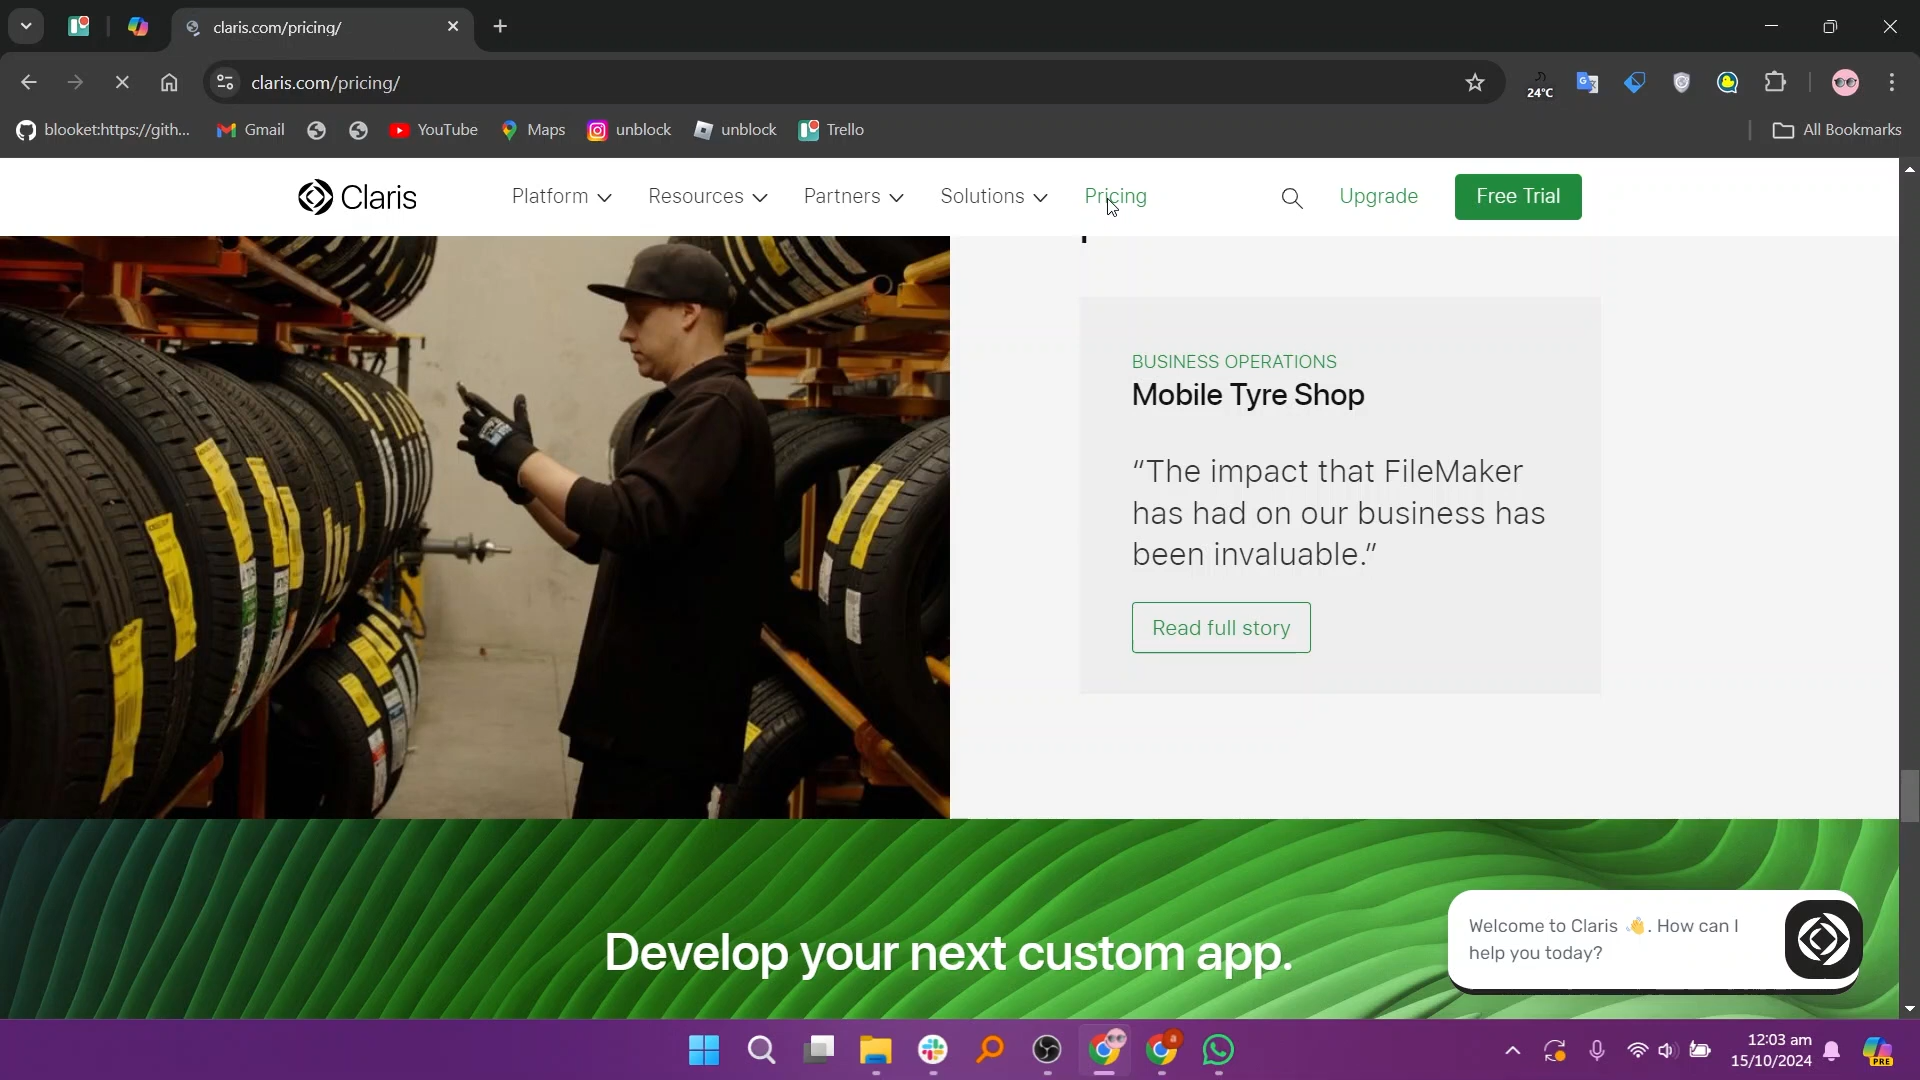 claris.com/pricing/
claris.com/pricing/
24°C
blooket:https://gith...
Gmail
YouTube
Maps
unblock
unblock
Trello
All Bookmarks
Claris
Platform
Resources
Partners
Solutions
Pricing
Upgrade
Free Trial
BUSINESS OPERATIONS
Mobile Tyre Shop
“The impact that FileMaker
has had on our business has
been invaluable.”
Read full story
Develop your next custom app.
Welcome to Claris 👋. How can I
help you today?
12:03 am
15/10/2024
PRE